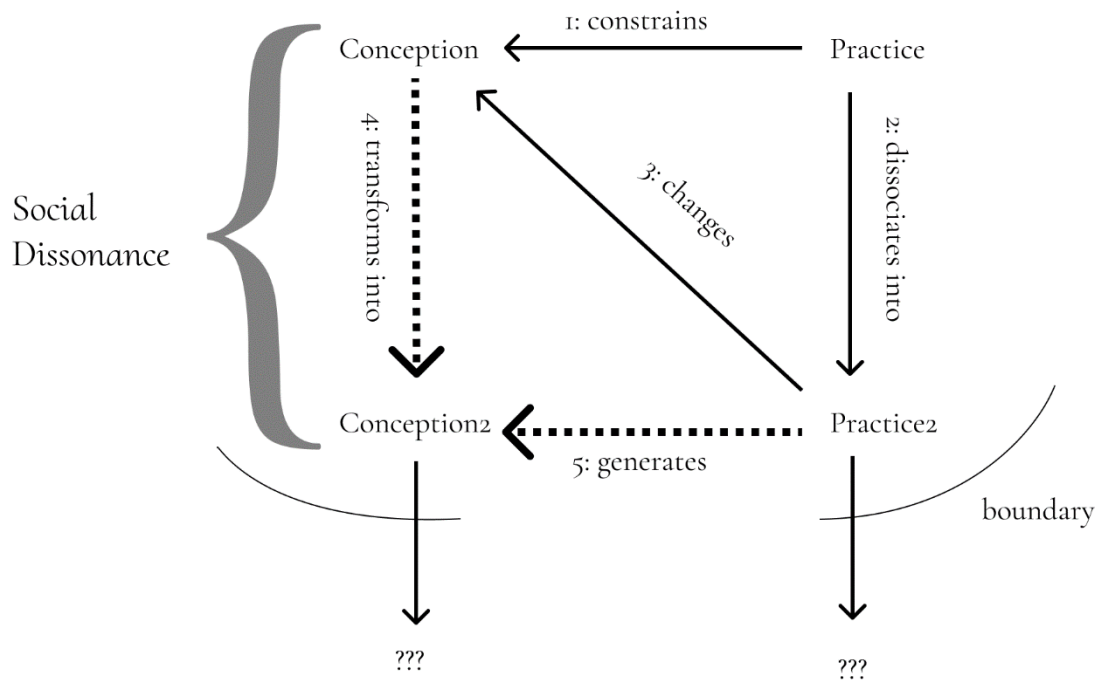 1: constrains
Conception
Practice
4: transforms into
3: changes
2: dissociates into
Social
Dissonance
Conception2
Practice2
5: generates
boundary
???
???